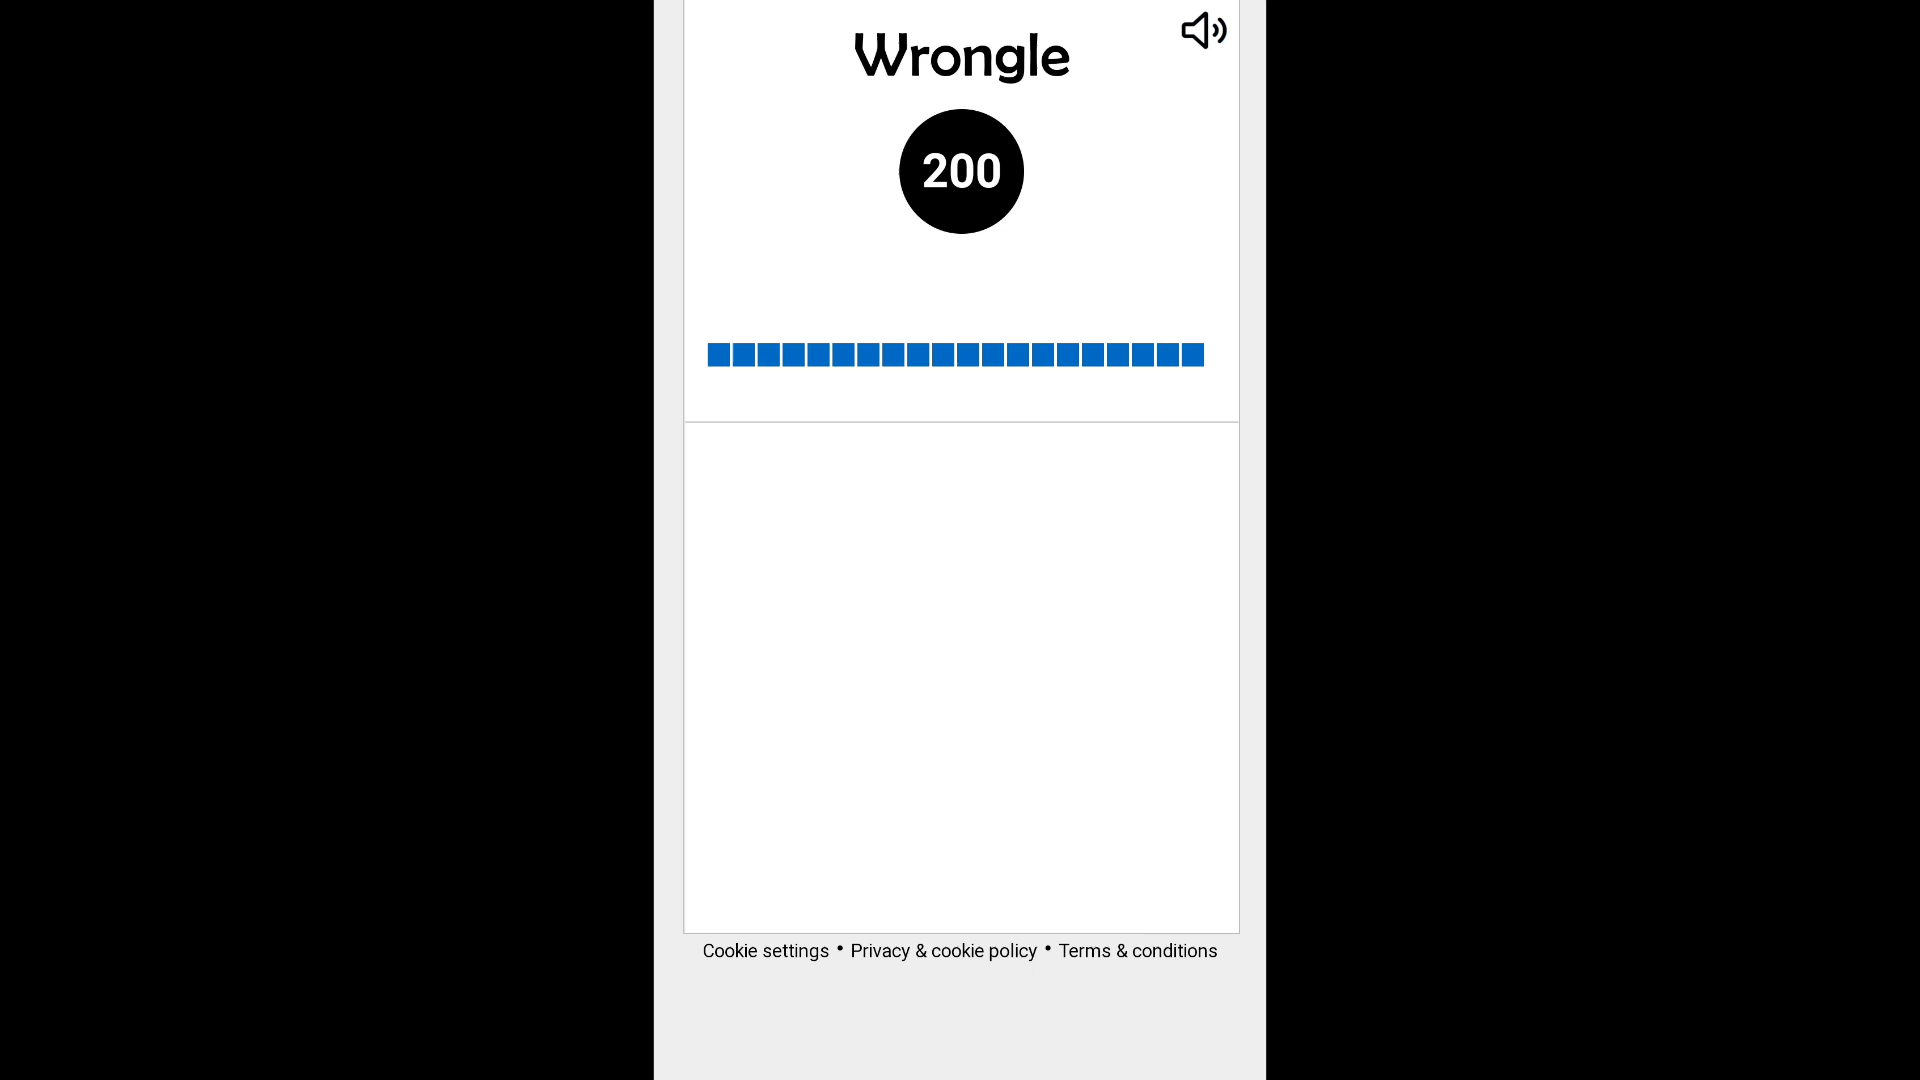 Wrongle
200
Cookie settings • Privacy & cookie policy • Terms & conditions